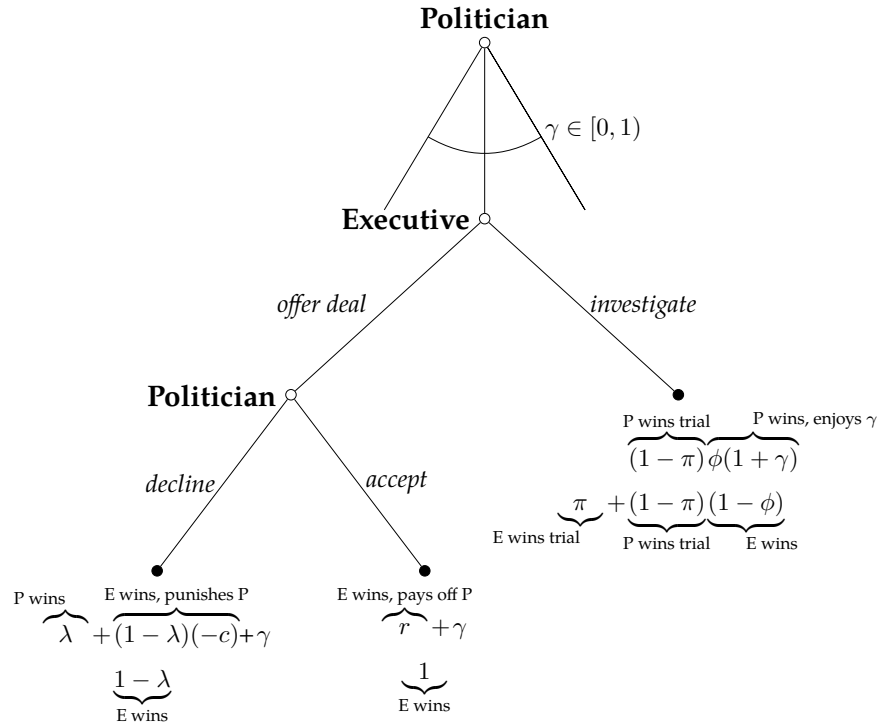 Politician
γ ∈ [0, 1)
Executive
offer deal
investigate
Politician
decline
accept
P wins trial
P wins, enjoys γ
(1 − π) φ(1 + γ)
π + (1 − π) (1 − φ)
E wins trial
P wins trial
E wins
P wins
E wins, punishes P
λ + (1 − λ)(−c) + γ
1 − λ
E wins
E wins, pays off P
r + γ
1
E wins